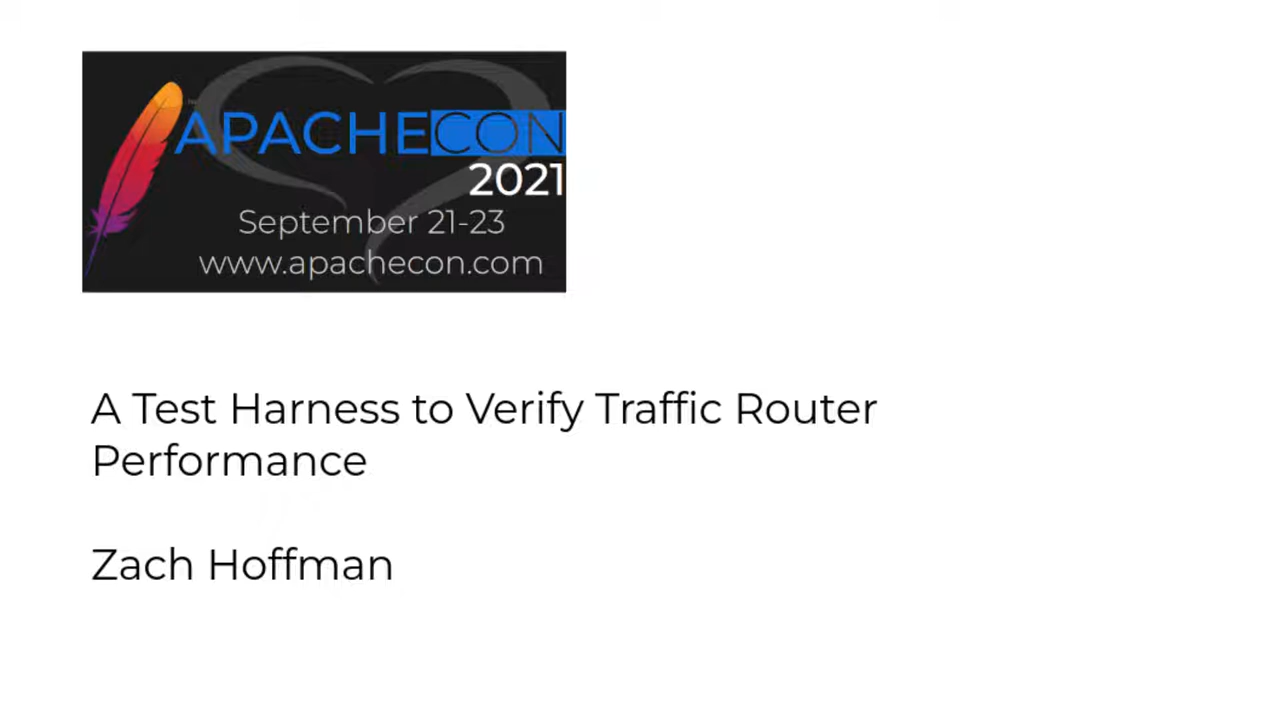 APACHECON
2021
September 21-23
www.apachecon.com
A Test Harness to Verify Traffic Router
Performance
Zach Hoffman